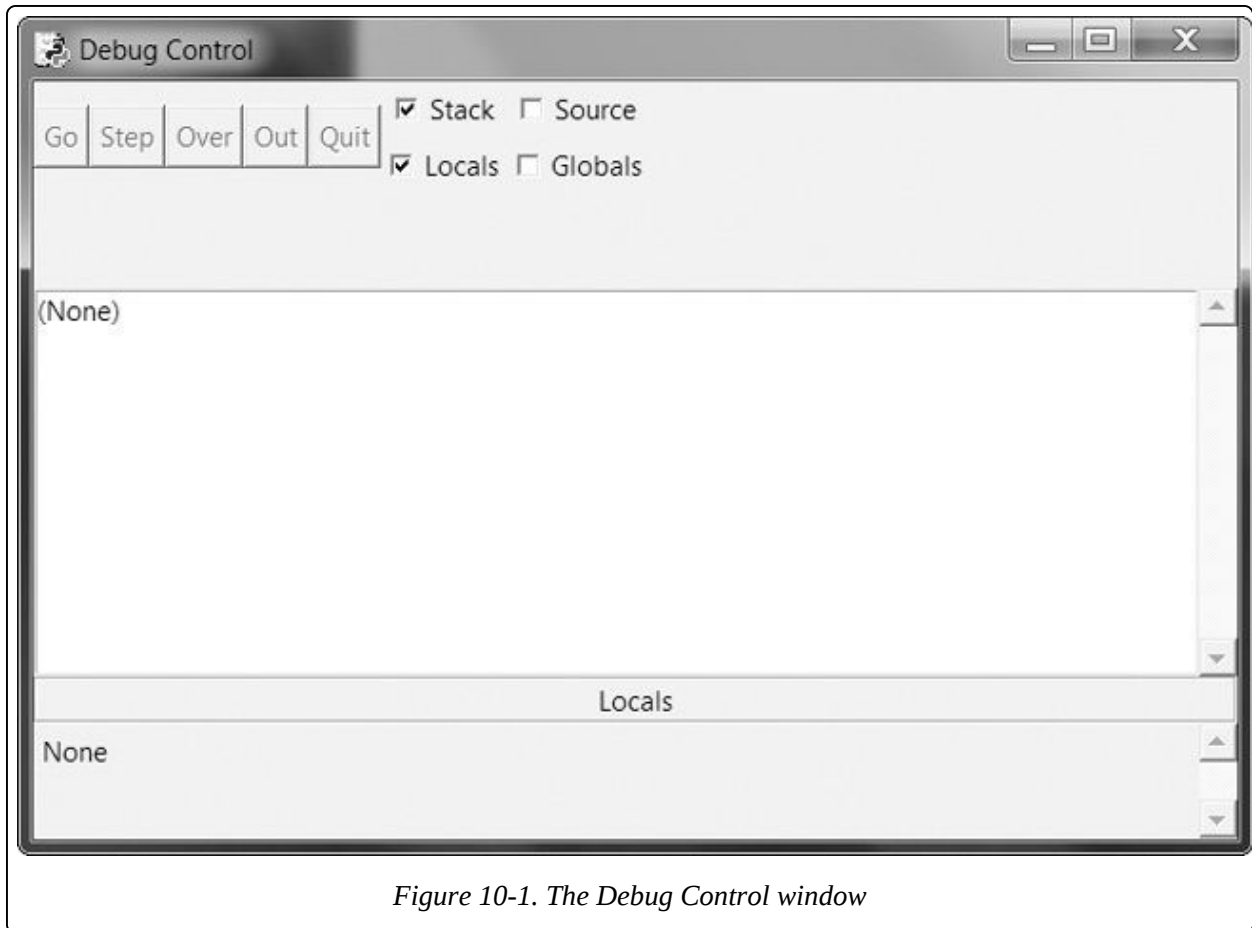 Debug Control
Go Step Over Out Quit
Stack Source
Locals Globals
(None)
Locals
None
Figure 10-1. The Debug Control window